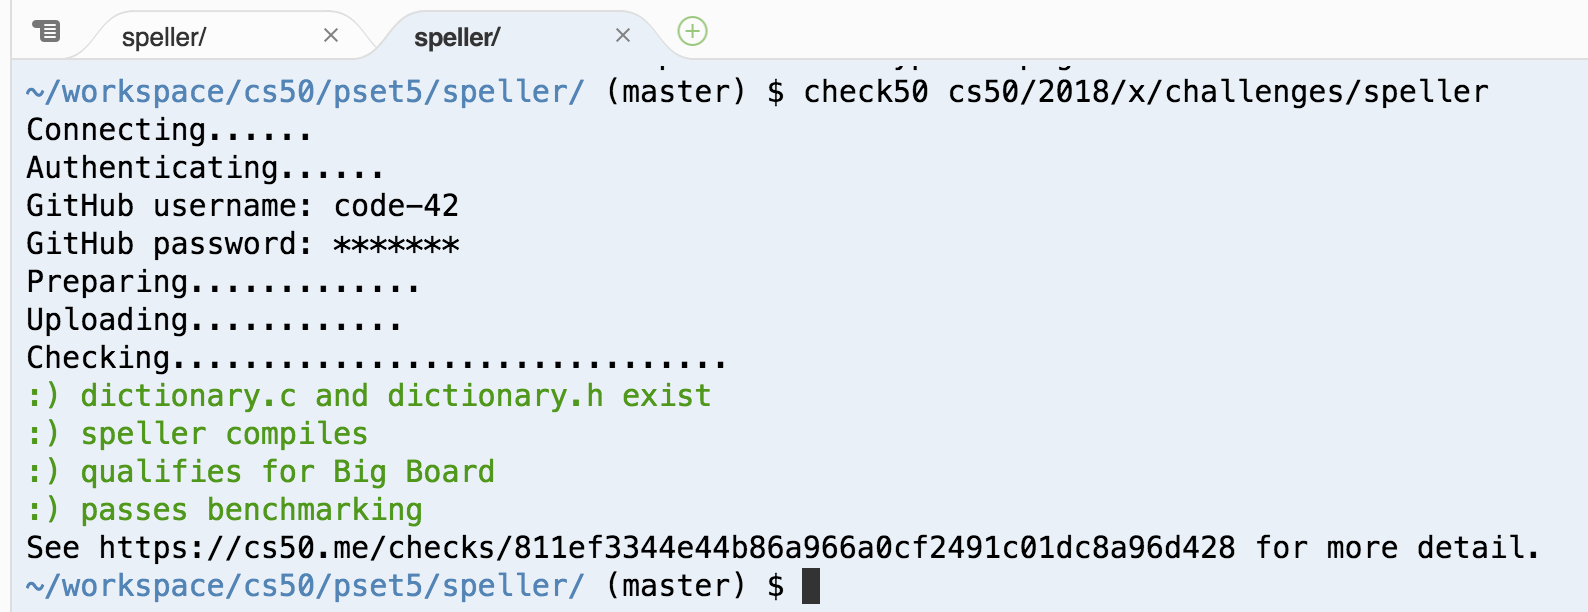 speller/
speller/
~/workspace/cs50/pset5/speller/ (master) $ check50 cs50/2018/x/challenges/speller
Connecting......
Authenticating......
GitHub username: code-42
GitHub password: *******
Preparing.............
Uploading............
Checking...............................
:) dictionary.c and dictionary.h exist
:) speller compiles
:) qualifies for Big Board
:) passes benchmarking
See https://cs50.me/checks/811ef3344e44b86a966a0cf2491c01dc8a96d428 for more detail.
~/workspace/cs50/pset5/speller/ (master) $